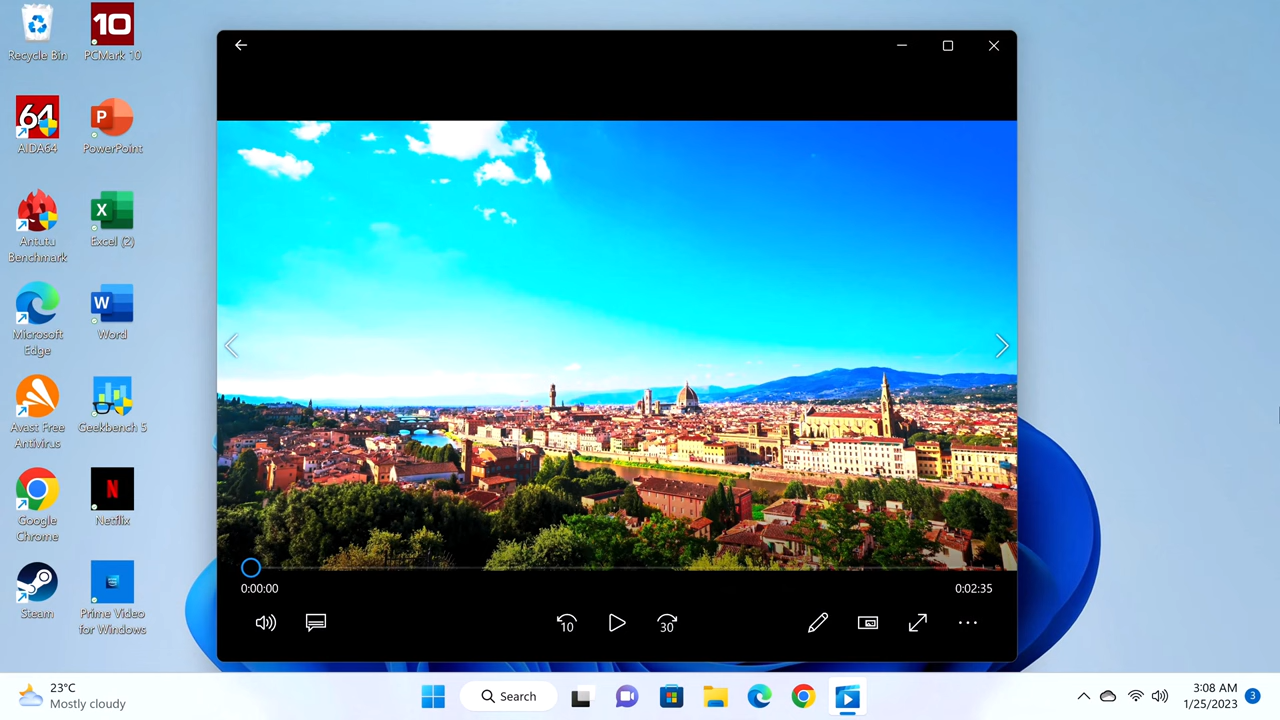 Recycle Bin
10
PCMark 10
64
AIDA64
P
PowerPoint
Antutu
Benchmark
X
Excel (2)
Microsoft
Edge
W
Word
Avast Free
Antivirus
Geekbench 5
Google
Chrome
N
Netflix
Steam
Prime Video
for Windows
0:00:00
0:02:35
10
30
23°C
Mostly cloudy
Search
3:08 AM
1/25/2023
3